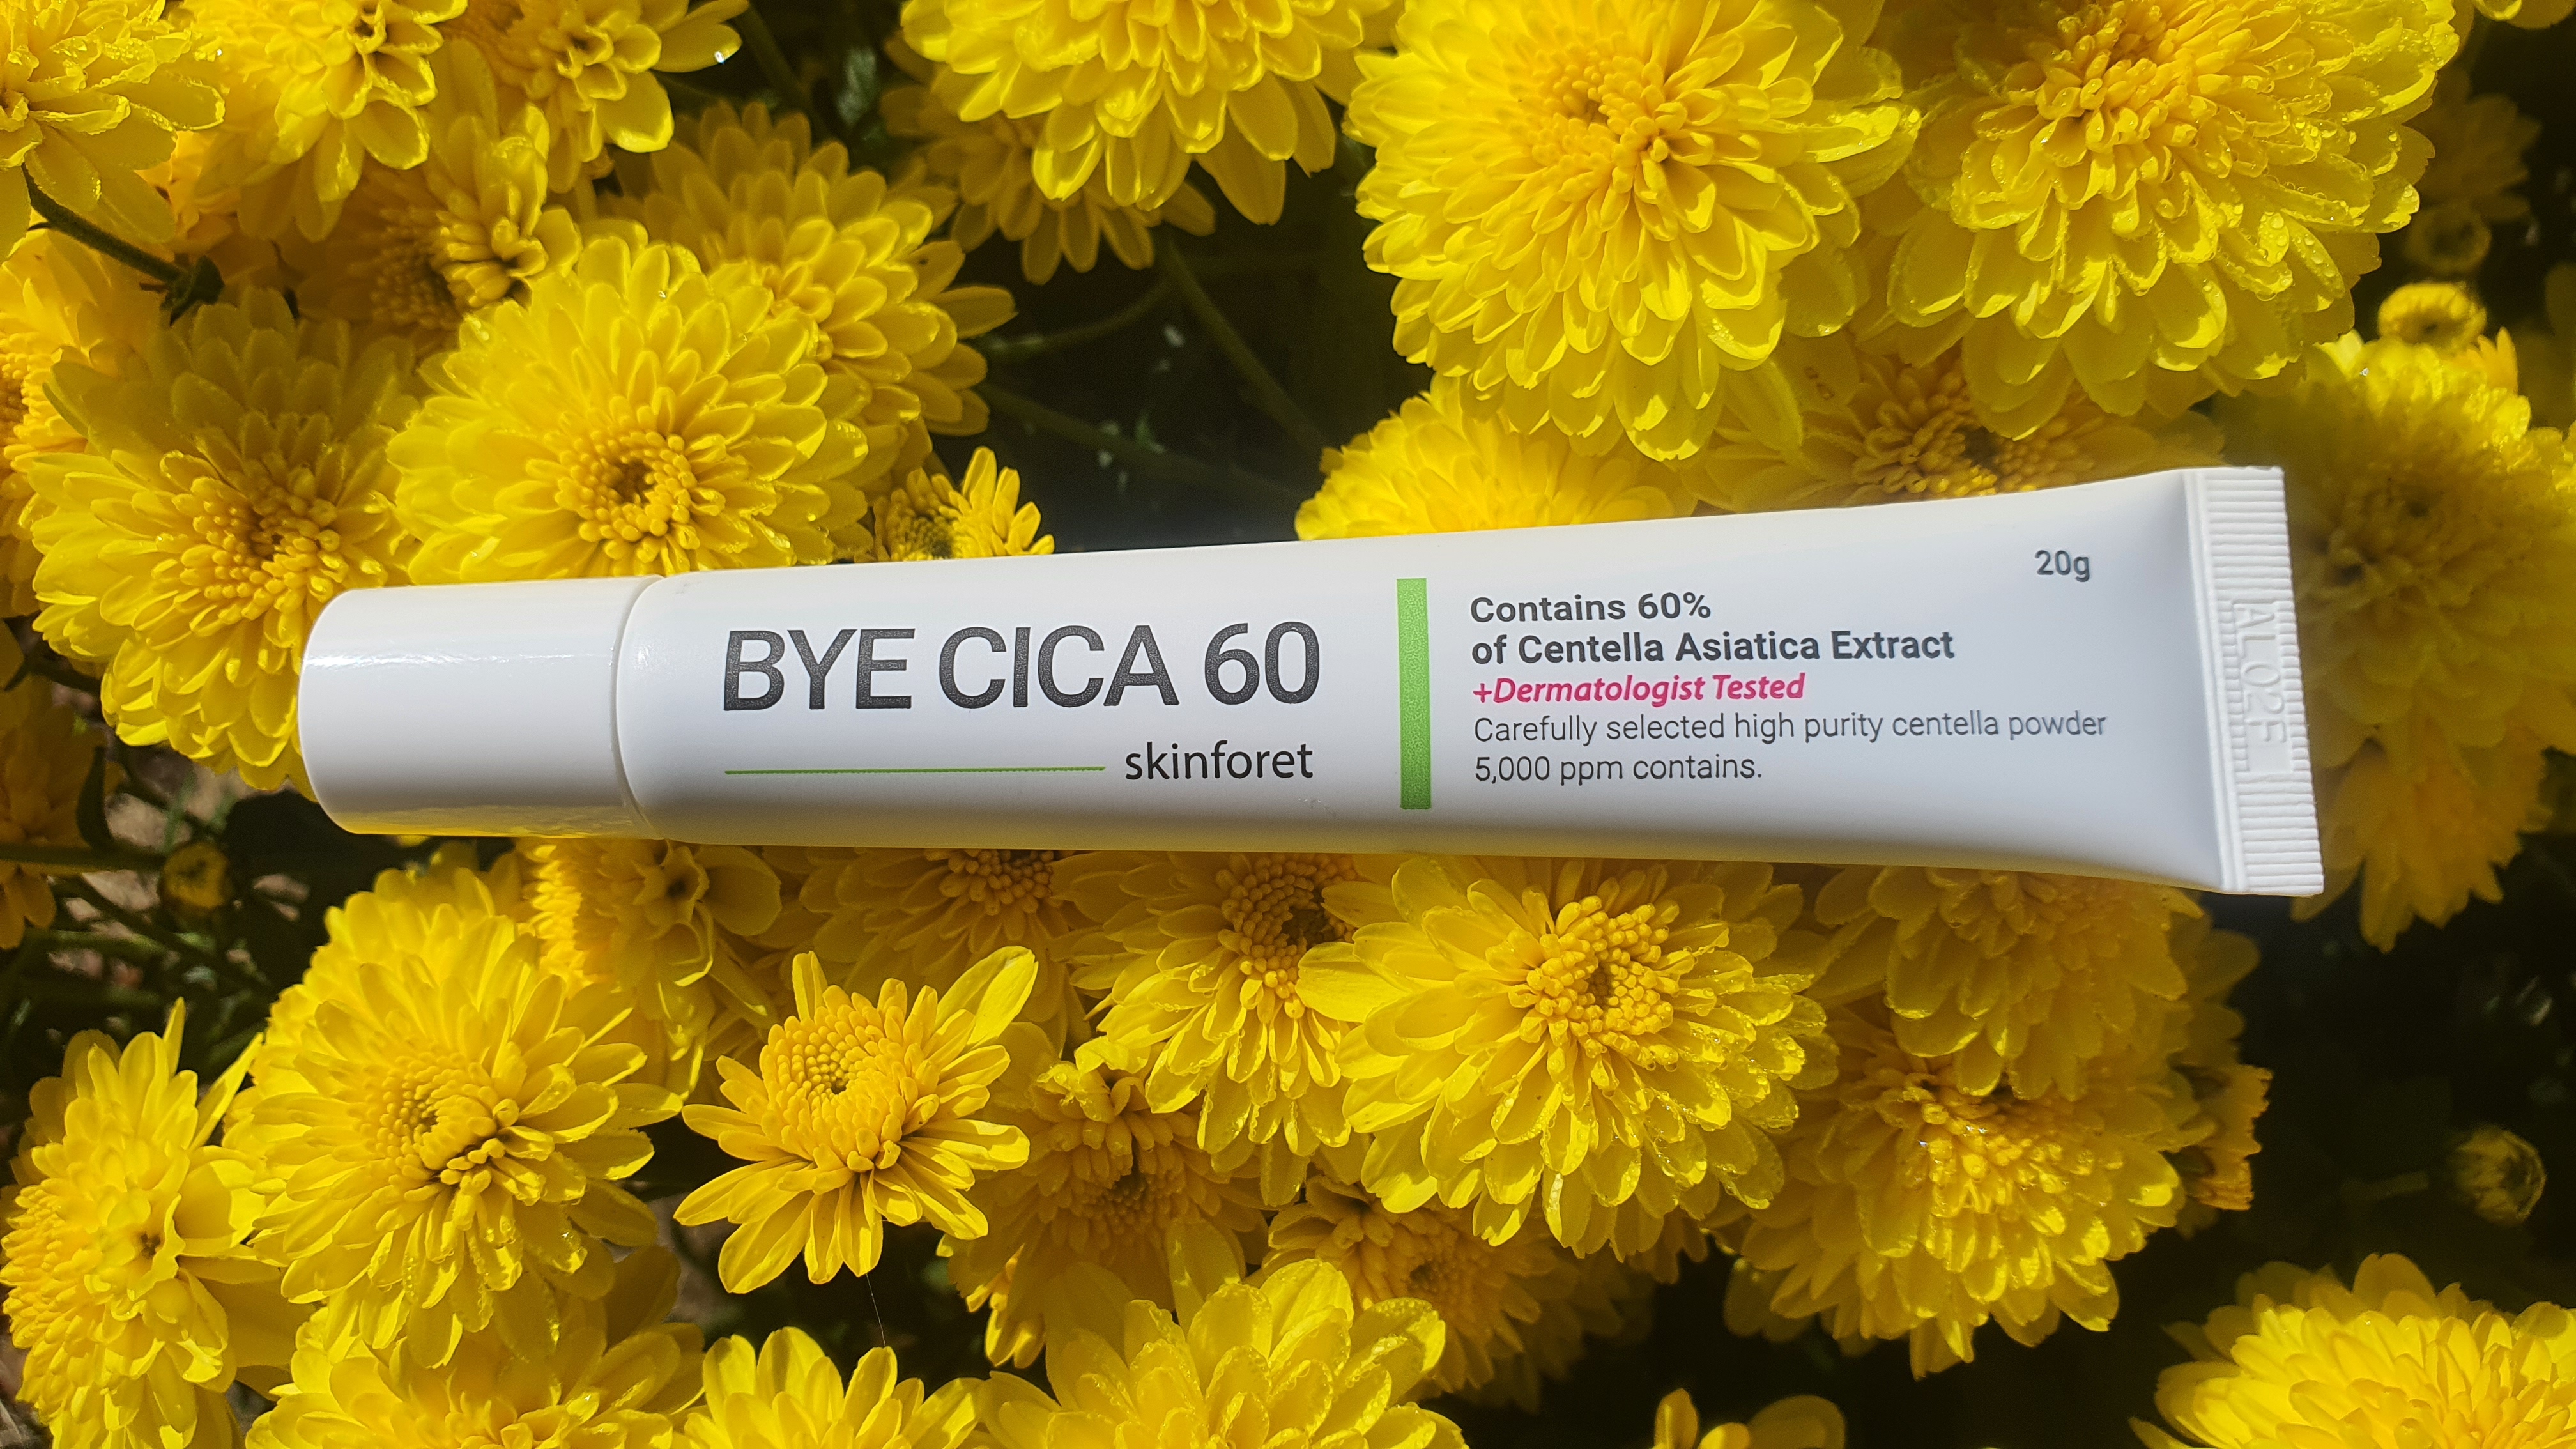 BYE CICA 60
skinforet
20g
Contains 60%
of Centella Asiatica Extract
+Dermatologist Tested
Carefully selected high purity centella powder
5,000 ppm contains.
AL02F